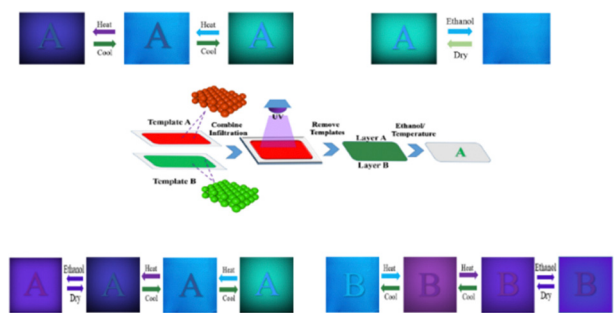 A Heat Cool A Heat Cool A
A Ethanol Dry
Template A
Combine Infiltration
UV
Remove Templates
Layer A
Layer B
Ethanol/ Temperature
A
Template B
A Ethanol Dry A Heat Cool A Heat Cool A
B Heat Cool B Heat Cool B Ethanol Dry B